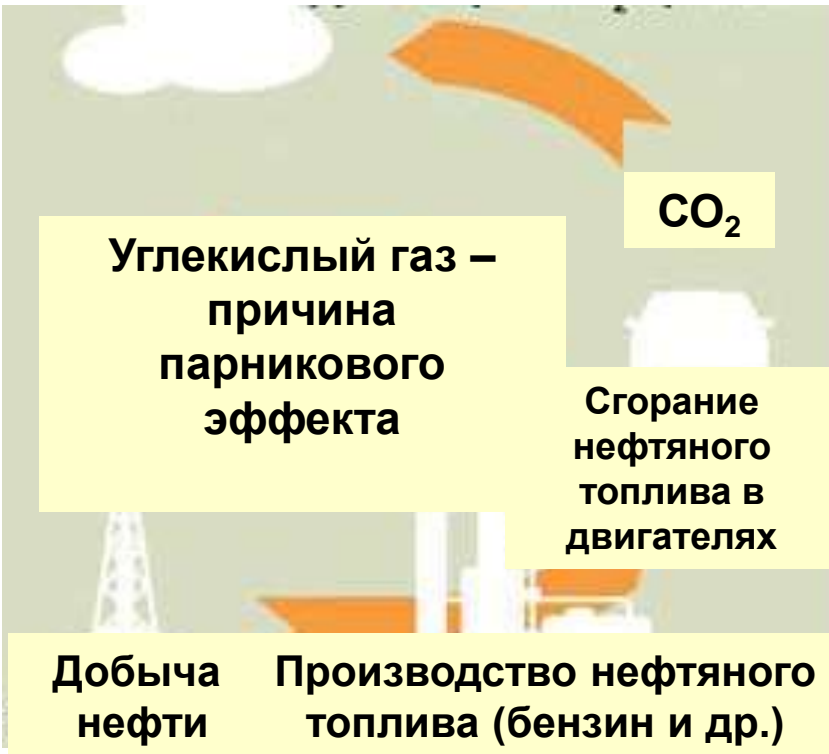 CO₂
Углекислый газ –
причина
парникового
эффекта
Сгорание
нефтяного
топлива в
двигателях
Добыча
нефти
Производство нефтяного
топлива (бензин и др.)